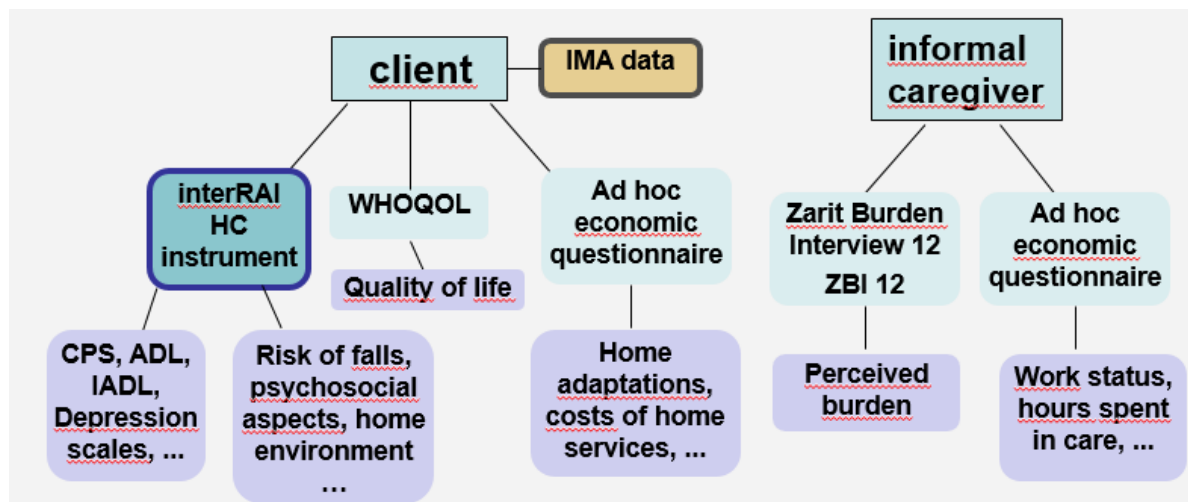 client
IMA data
informal
caregiver
interRAI
HC
instrument
WHOQOL
Ad hoc
economic
questionnaire
Zarit Burden
Interview 12
ZBI 12
Ad hoc
economic
questionnaire
Quality of life
CPS, ADL,
IADL,
Depression
scales, ...
Risk of falls,
psychosocial
aspects, home
environment
...
Home
adaptations,
costs of home
services, ...
Perceived
burden
Work status,
hours spent
in care, ...